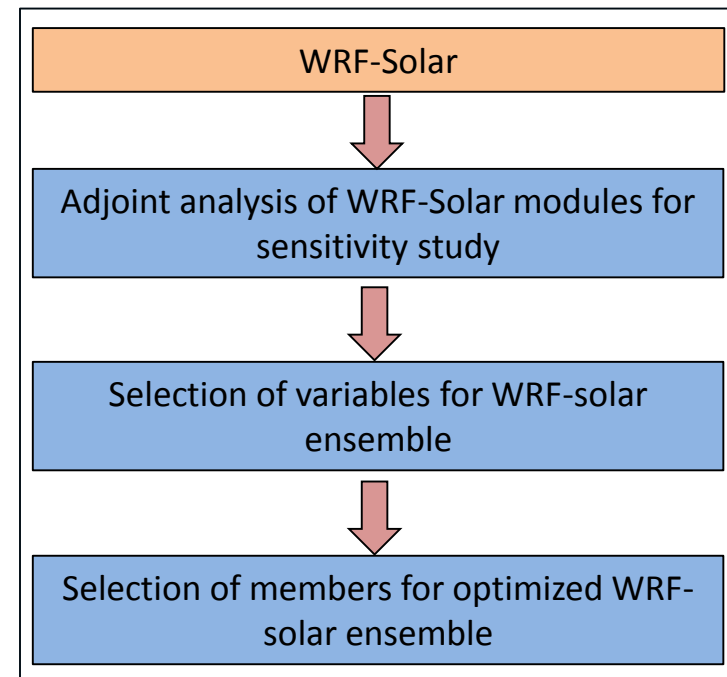 WRF-Solar
Adjoint analysis of WRF-Solar modules for
sensitivity study
Selection of variables for WRF-solar
ensemble
Selection of members for optimized WRF-
solar ensemble